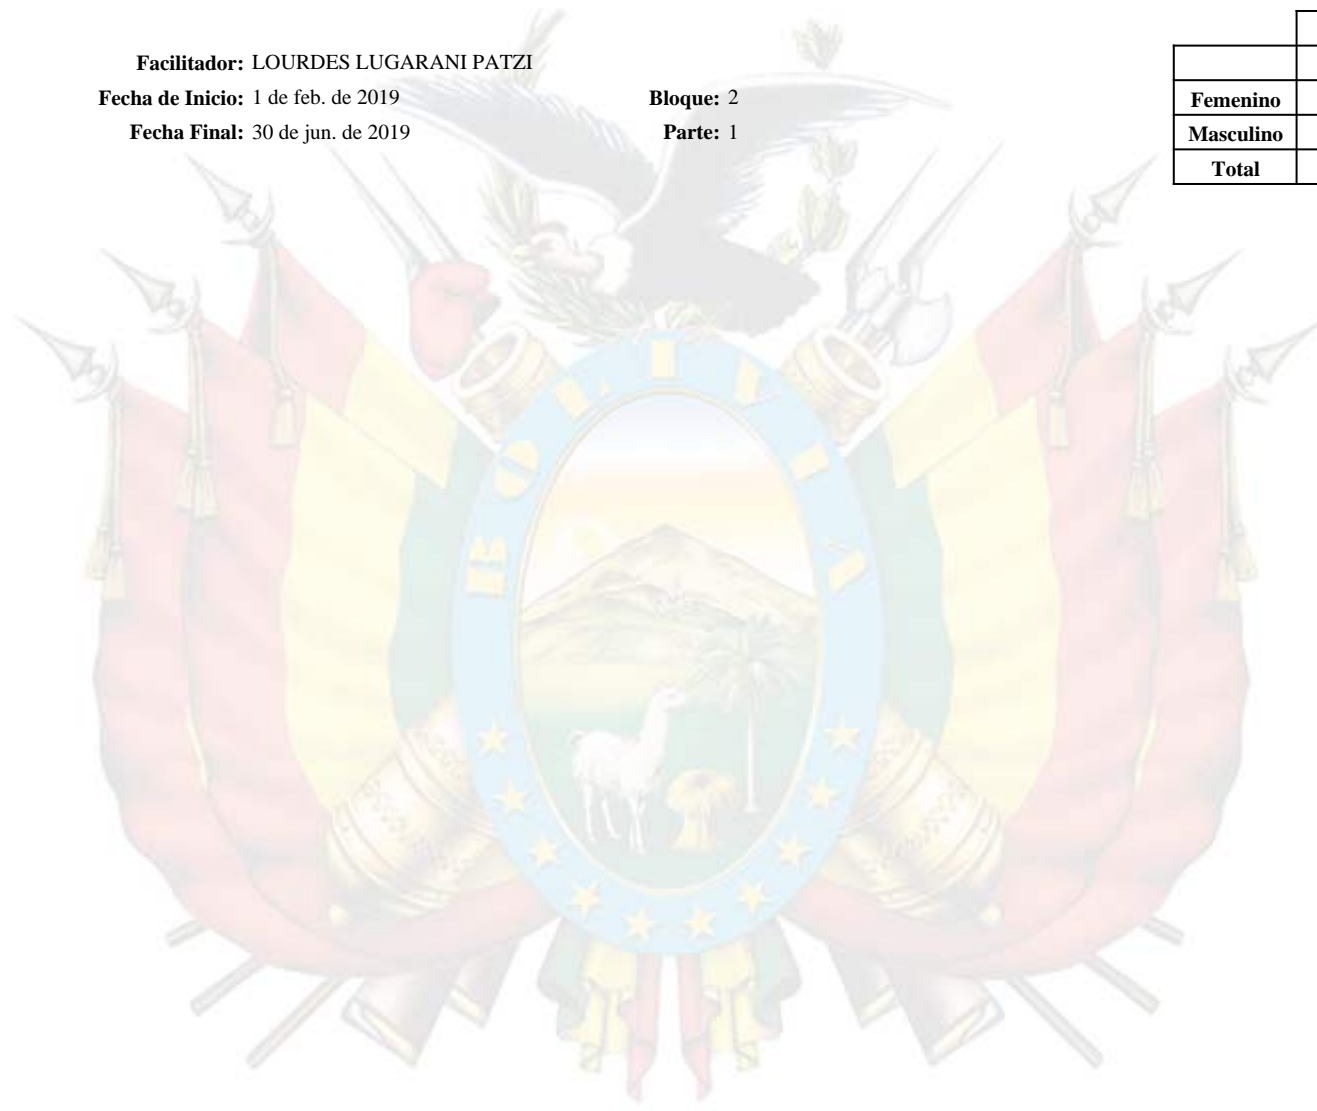 Facilitador: LOURDES LUGARANI PATZI
Fecha de Inicio: 1 de feb. de 2019 Bloque: 2
Fecha Final: 30 de jun. de 2019 Parte: 1
Femenino
Masculino
Total
BOLIVIA